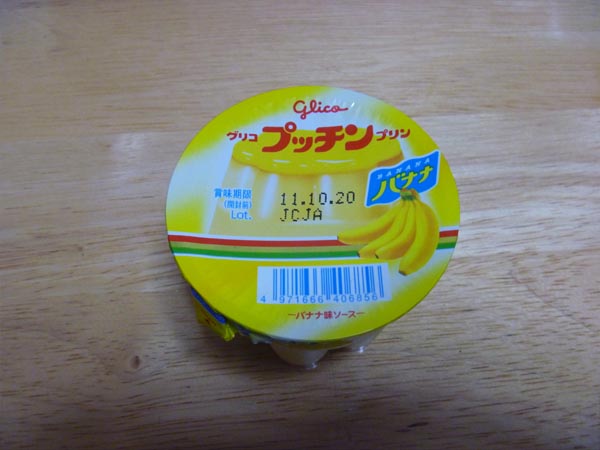 Glico
グリコ プッチン プリン
BANANA
バナナ
賞味期限
(開封前)
Lot.
11.10.20
JCJA
4 971666 406856
―バナナ味ソース―